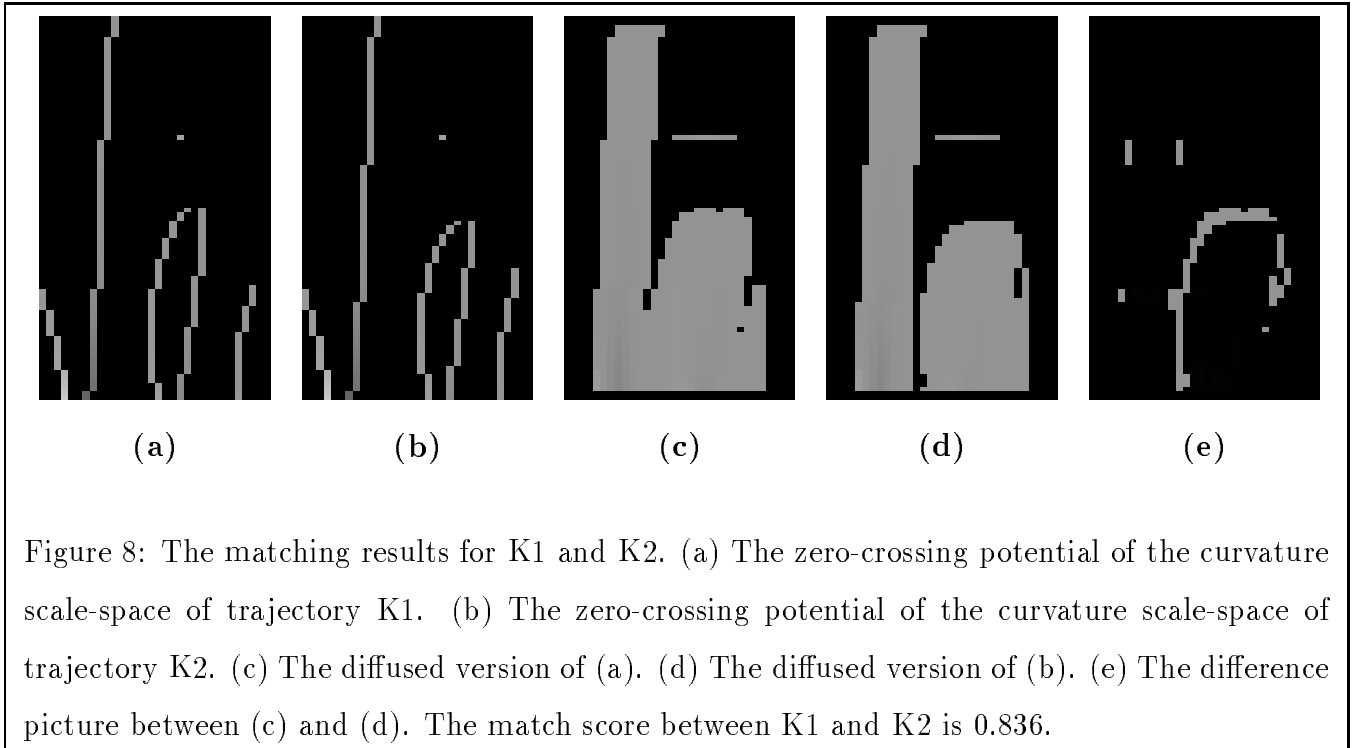 (a) (b) (c) (d) (e)
Figure 8: The matching results for K1 and K2. (a) The zero-crossing potential of the curvature
scale-space of trajectory K1. (b) The zero-crossing potential of the curvature scale-space of
trajectory K2. (c) The diffused version of (a). (d) The diffused version of (b). (e) The difference
picture between (c) and (d). The match score between K1 and K2 is 0.836.